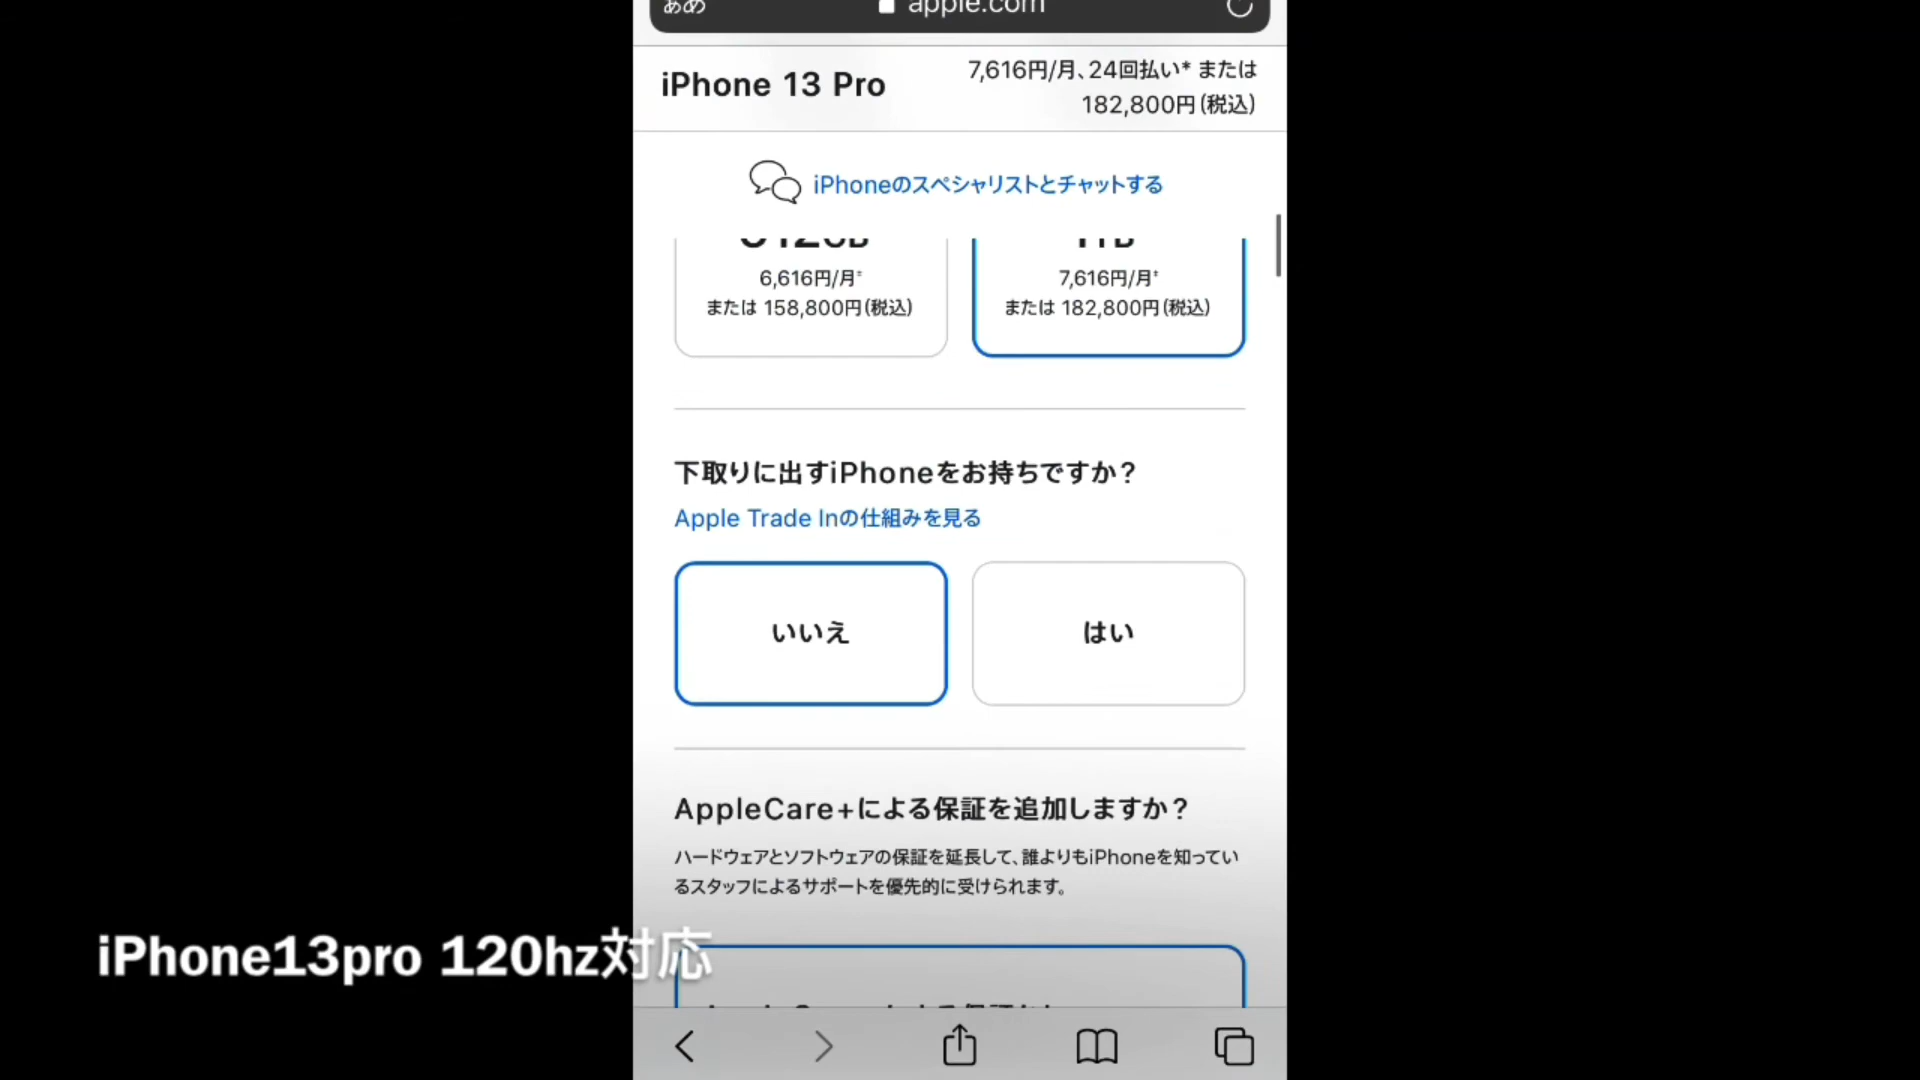 ぁあ apple.com
iPhone 13 Pro
7,616円/月、24回払い* または
182,800円(税込)
iPhoneのスペシャリストとチャットする
512GB 1TB
6,616円/月‡ 7,616円/月‡
または 158,800円(税込) または 182,800円(税込)
下取りに出すiPhoneをお持ちですか?
Apple Trade Inの仕組みを見る
いいえ はい
AppleCare+による保証を追加しますか?
ハードウェアとソフトウェアの保証を延長して、誰よりもiPhoneを知ってい
るスタッフによるサポートを優先的に受けられます。
iPhone13pro 120hz対応